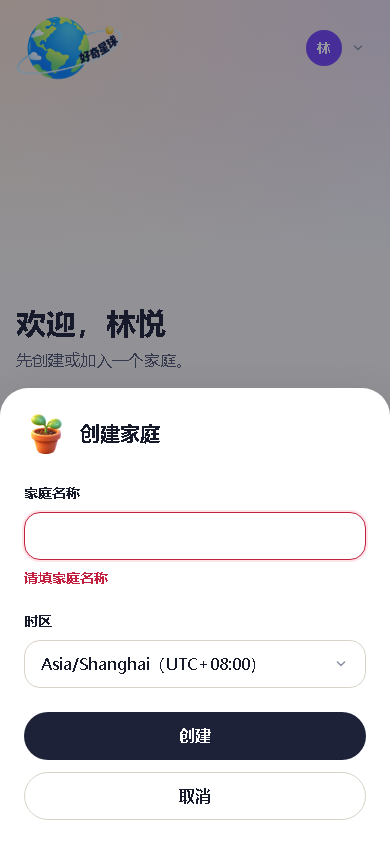 好奇星球
林
欢迎，林悦
先创建或加入一个家庭。
创建家庭
家庭名称
请填家庭名称
时区
Asia/Shanghai（UTC+08:00）
创建
取消